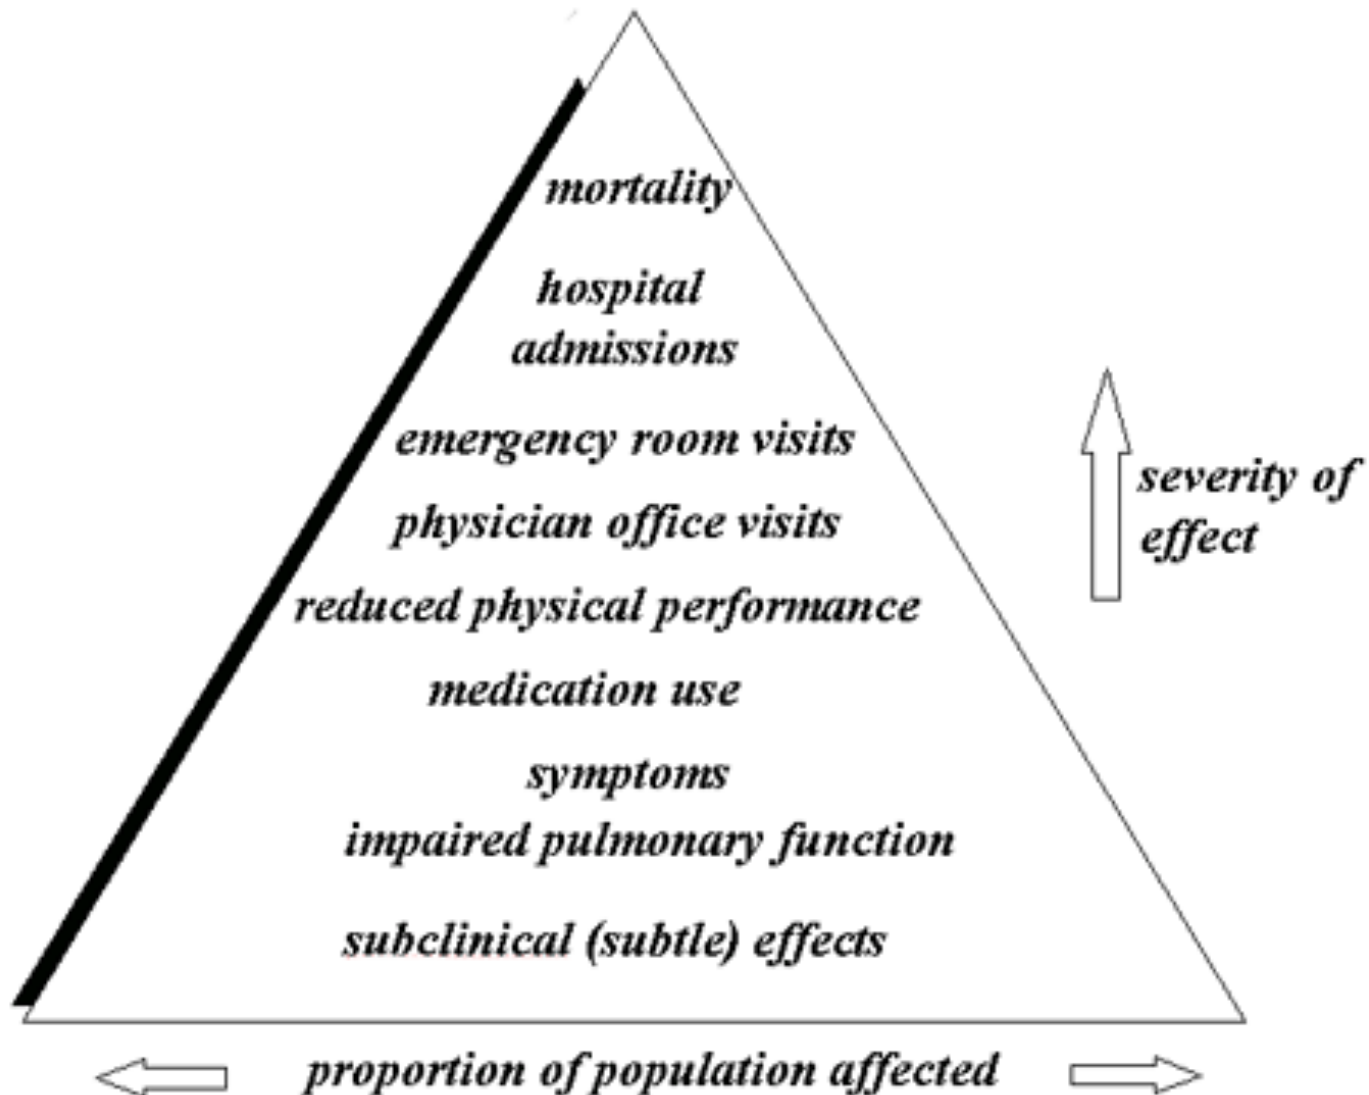 mortality
hospital
admissions
emergency room visits
physician office visits
reduced physical performance
medication use
symptoms
impaired pulmonary function
subclinical (subtle) effects
severity of
effect
proportion of population affected